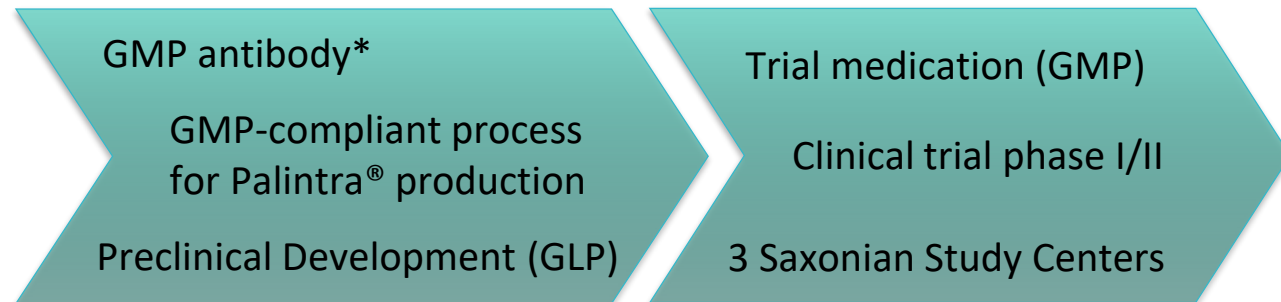 GMP antibody*
GMP-compliant process
for Palintra® production
Preclinical Development (GLP)
Trial medication (GMP)
Clinical trial phase I/II
3 Saxonian Study Centers